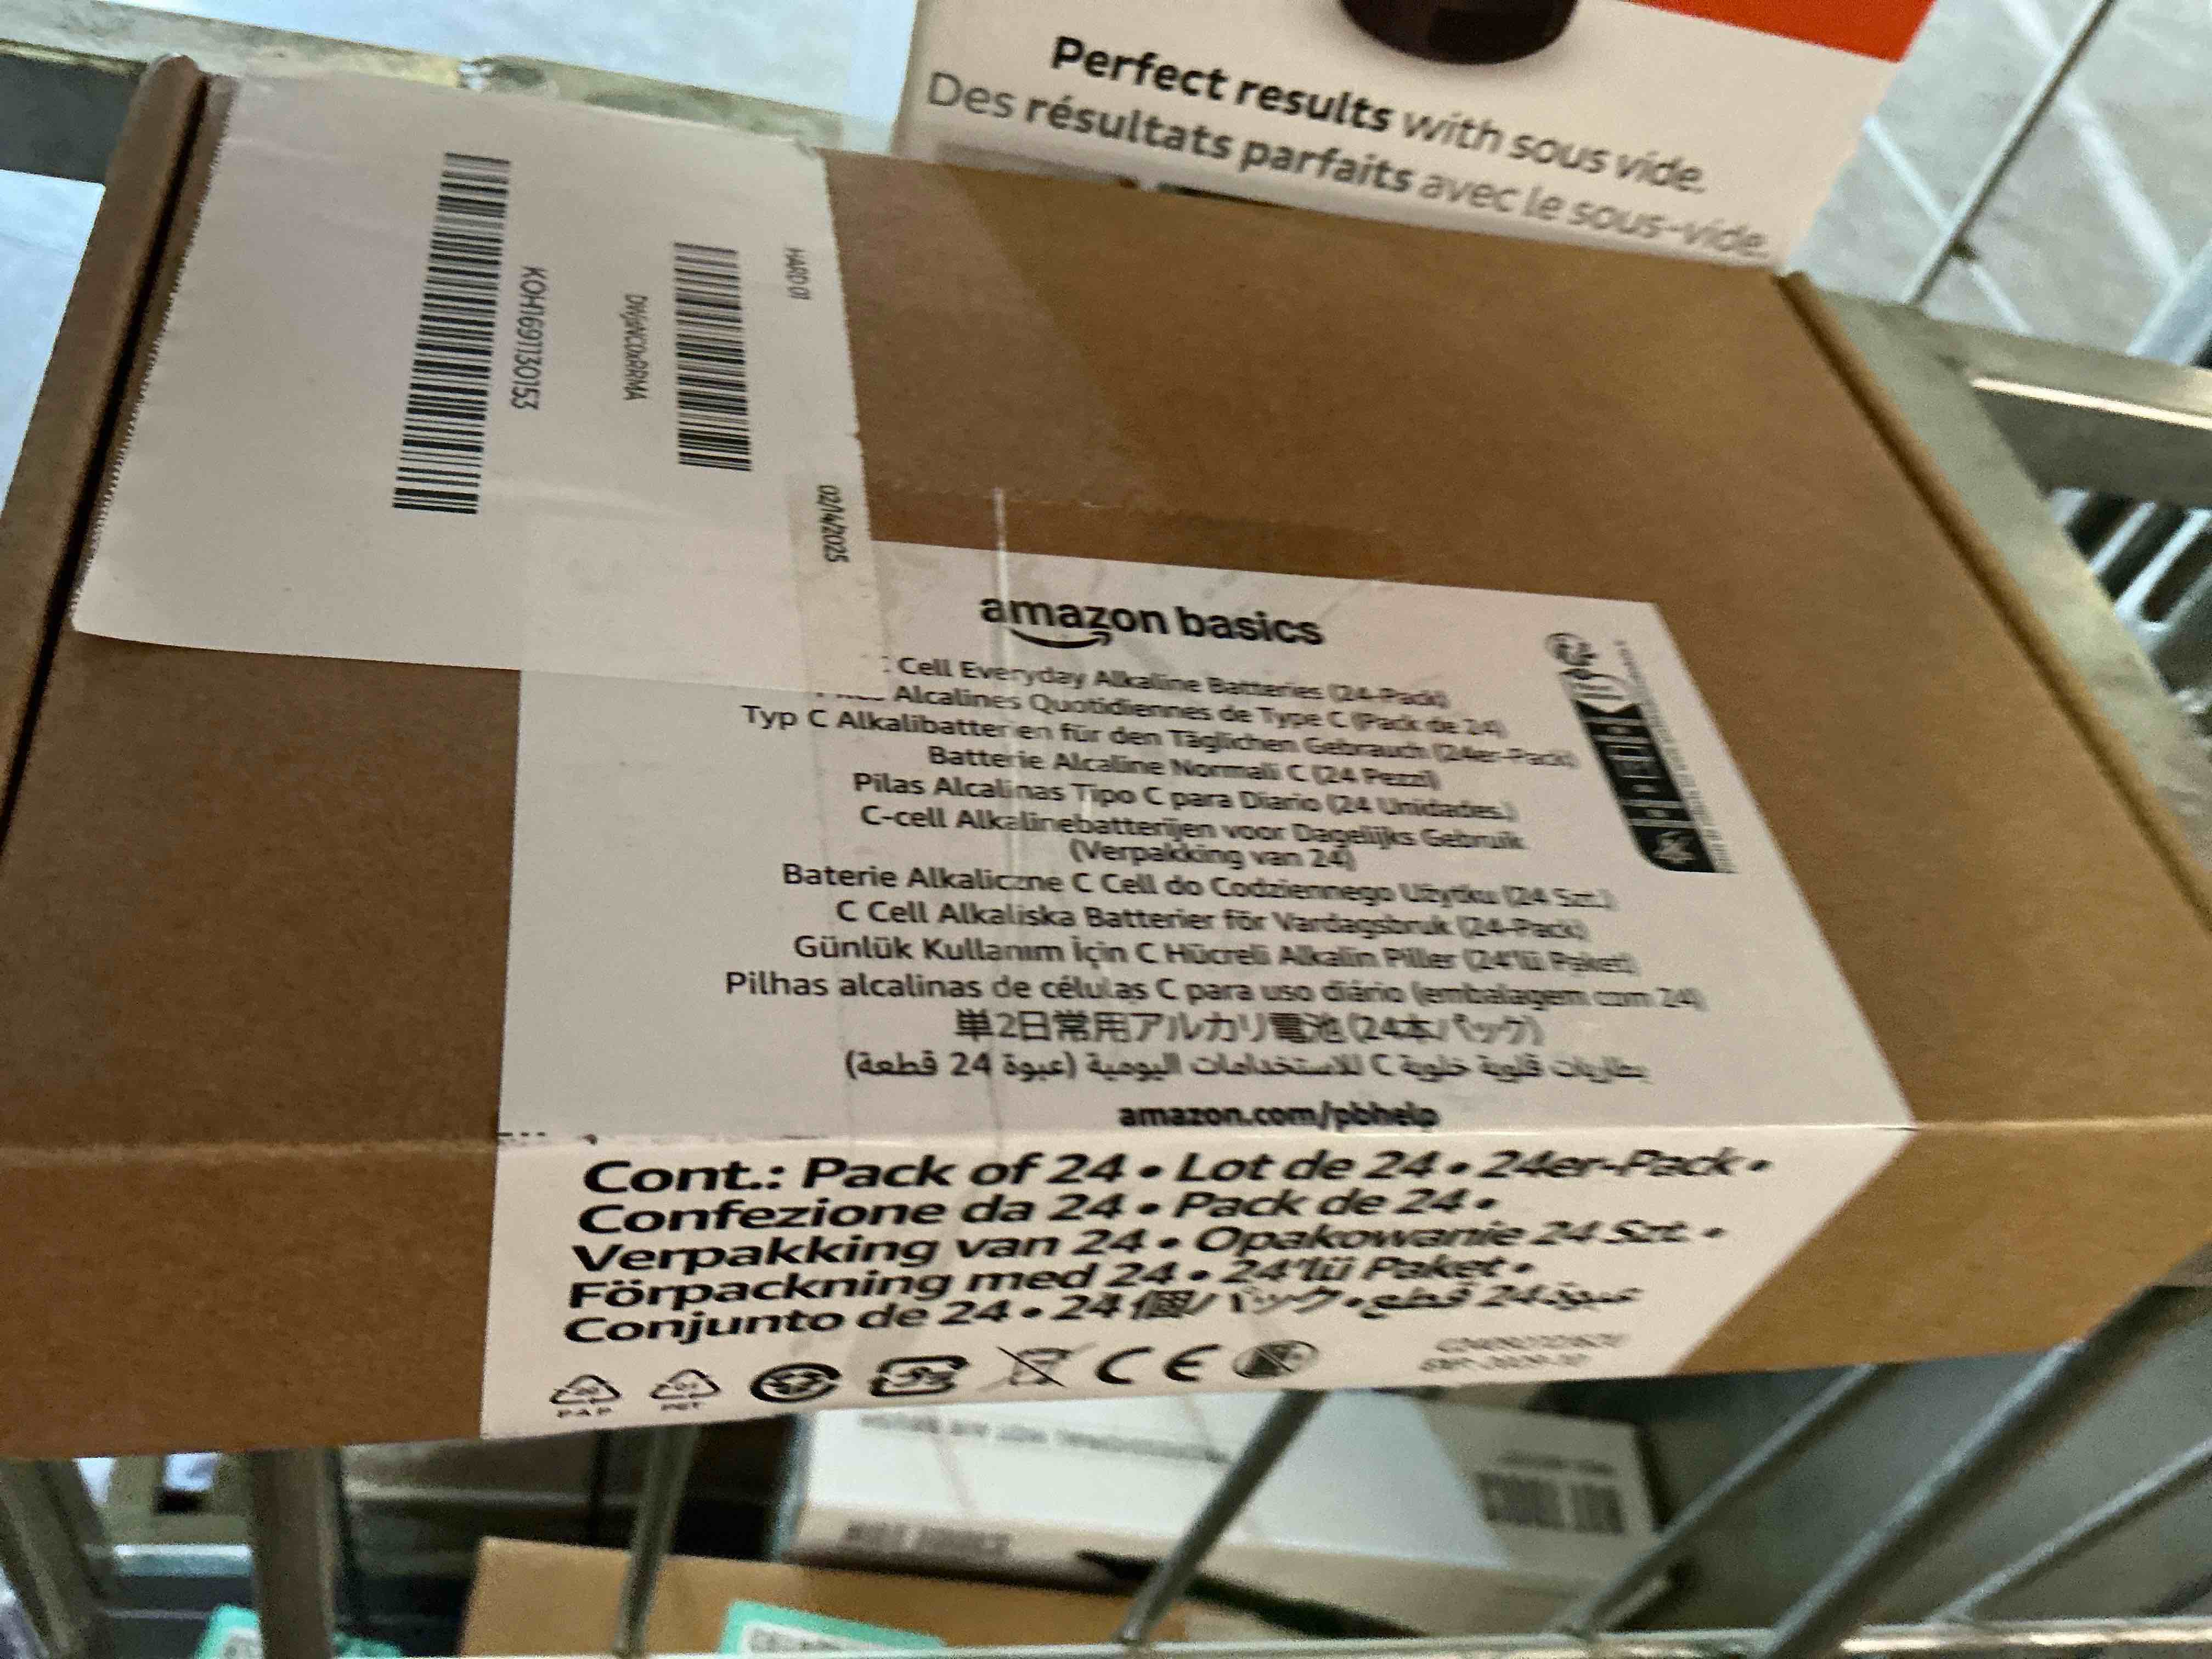 Perfect results with sous vide.
Des résultats parfaits avec le sous-vide.
KOH1691130153
HARD 01
02/14/2025
amazon basics
Cell Everyday Alkaline Batteries (24-Pack)
Alcalines Quotidiennes de Type C (Pack de 24)
Typ C Alkalibatterien für den Täglichen Gebrauch (24er-Pack)
Batterie Alcaline Normali C (24 Pezzi)
Pilas Alcalinas Tipo C para Diario (24 Unidades.)
C-cell Alkalinebatterijen voor Dagelijks Gebruik
(Verpakking van 24)
Baterie Alkaliczne C Cell do Codziennego Użytku (24 Szt.)
C Cell Alkaliska Batterier för Vardagsbruk (24-Pack)
Günlük Kullanım İçin C Hücreli Alkalin Piller (24'lü Paket)
Pilhas alcalinas de células C para uso diário (embalagem com 24)
単2日常用アルカリ電池(24本パック)
بطاريات قلوية خلوية C للاستخدامات اليومية (عبوة 24 قطعة)
amazon.com/pbhelp
Cont.: Pack of 24 • Lot de 24 • 24er-Pack •
Confezione da 24 • Pack de 24 •
Verpakking van 24 • Opakowanie 24 Szt. •
Förpackning med 24 • 24'lü Paket •
Conjunto de 24 • 24個パック • عبوة 24 قطع
PAP
PET
CE